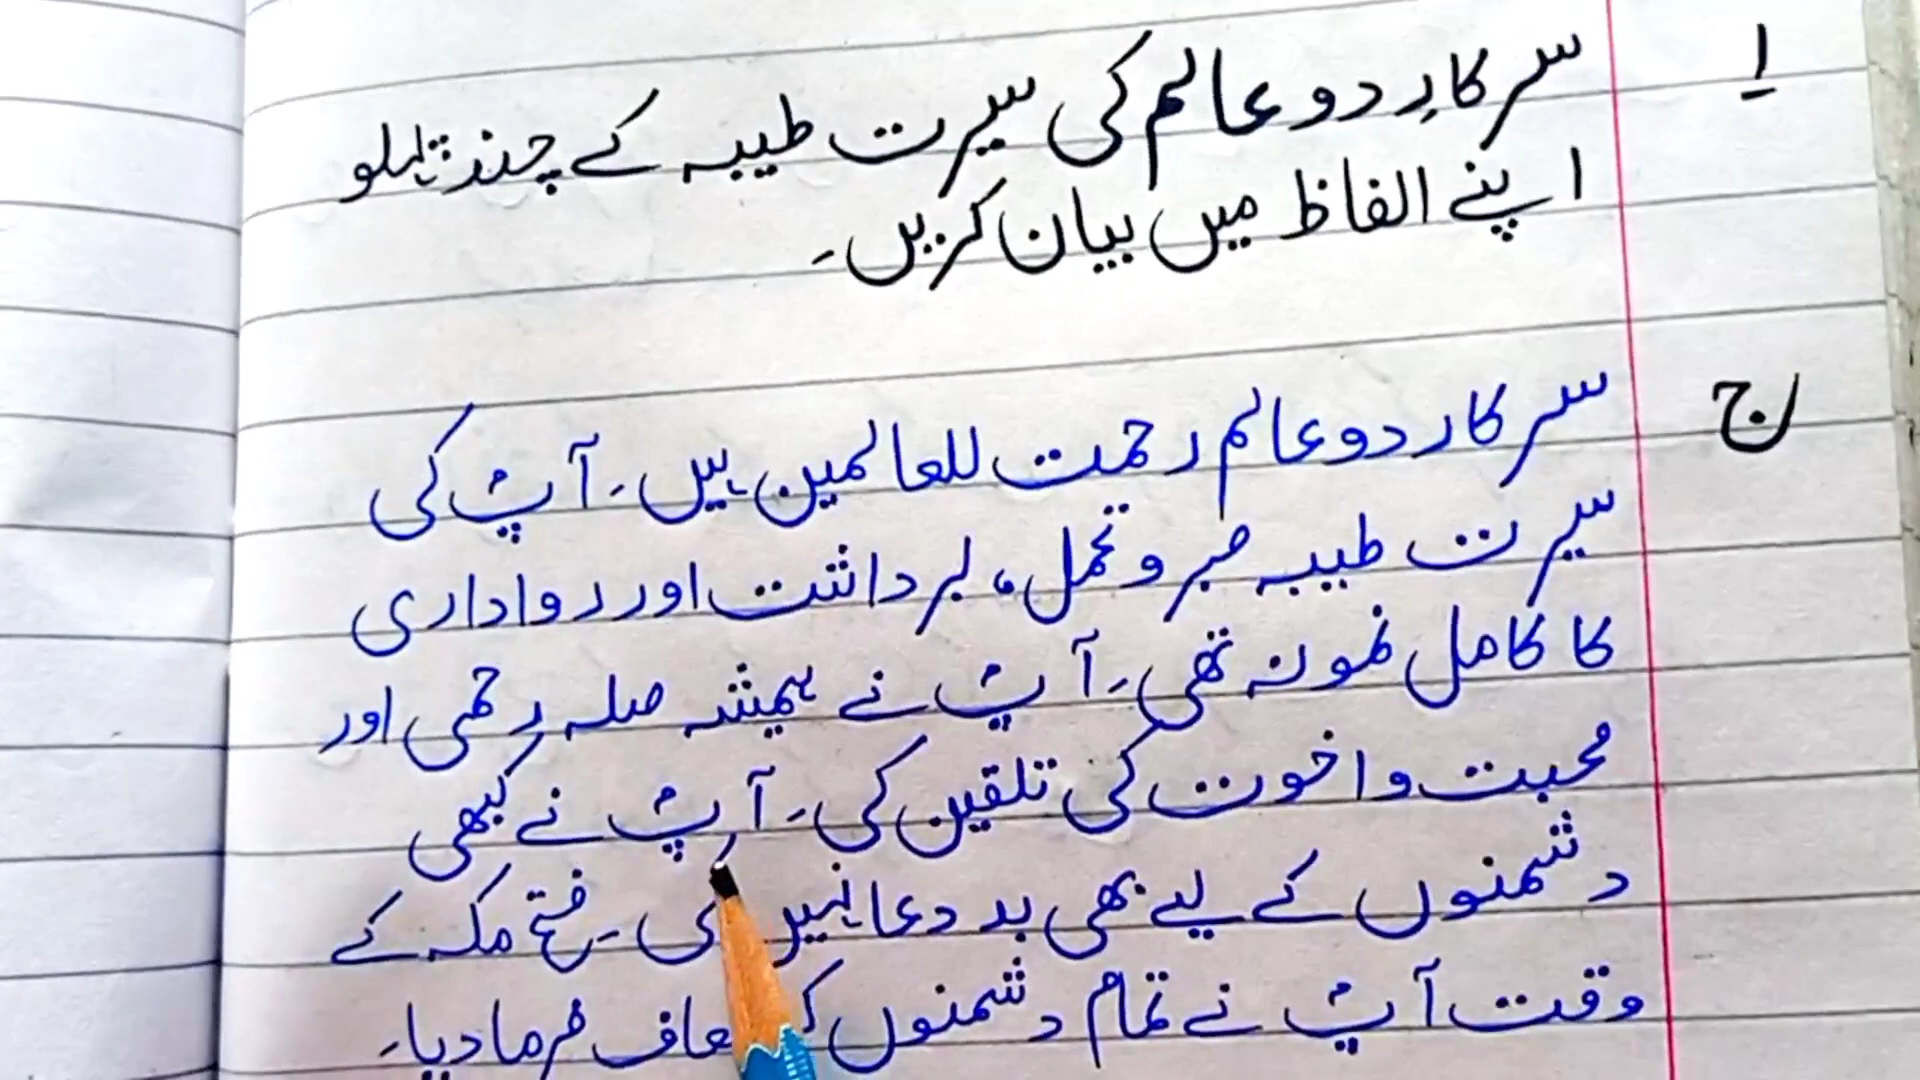 ۱ سرکارِ دو عالم کی سیرت طیبہ کے چند پہلو
اپنے الفاظ میں بیان کریں۔
ج سرکار دو عالم رحمت للعالمین ہیں۔ آپؐ کی
سیرت طیبہ صبر و تحمل، برداشت اور رواداری
کا کامل نمونہ تھی۔ آپؐ نے ہمیشہ صلہ رحمی اور
محبت و اخوت کی تلقین کی۔ آپؐ نے کبھی
دشمنوں کے لیے بھی بد دعا نہیں کی۔ فتح مکہ کے
وقت آپؐ نے تمام دشمنوں فرما دیا۔